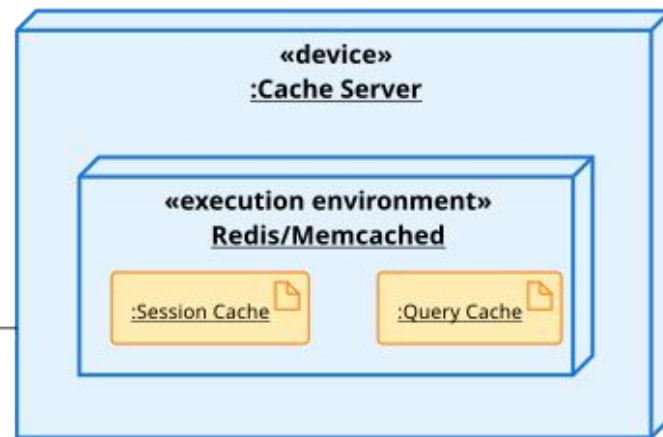 «device»
:Cache Server
«execution environment»
Redis/Memcached
:Session Cache
:Query Cache